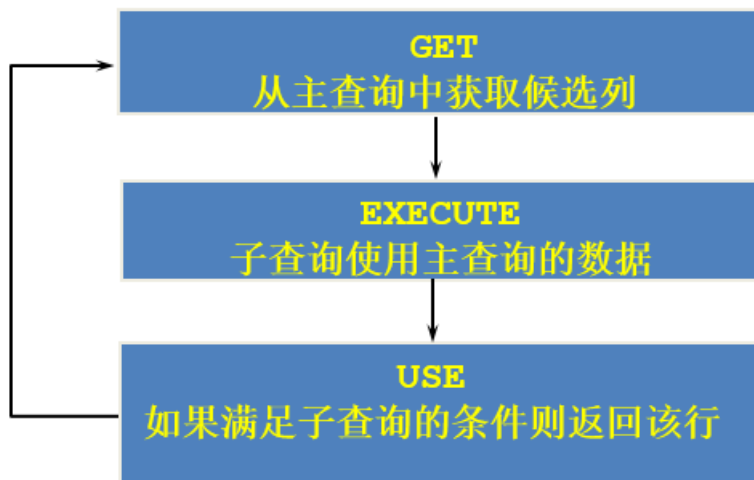 GET
从主查询中获取候选列
EXECUTE
子查询使用主查询的数据
USE
如果满足子查询的条件则返回该行